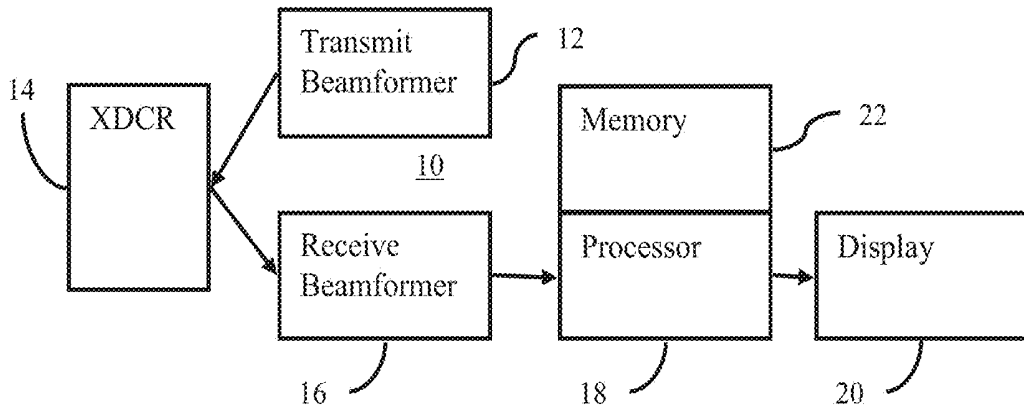 Transmit
Beamformer
12
14
XDCR
Memory
22
10
Receive
Beamformer
Processor
Display
16
18
20